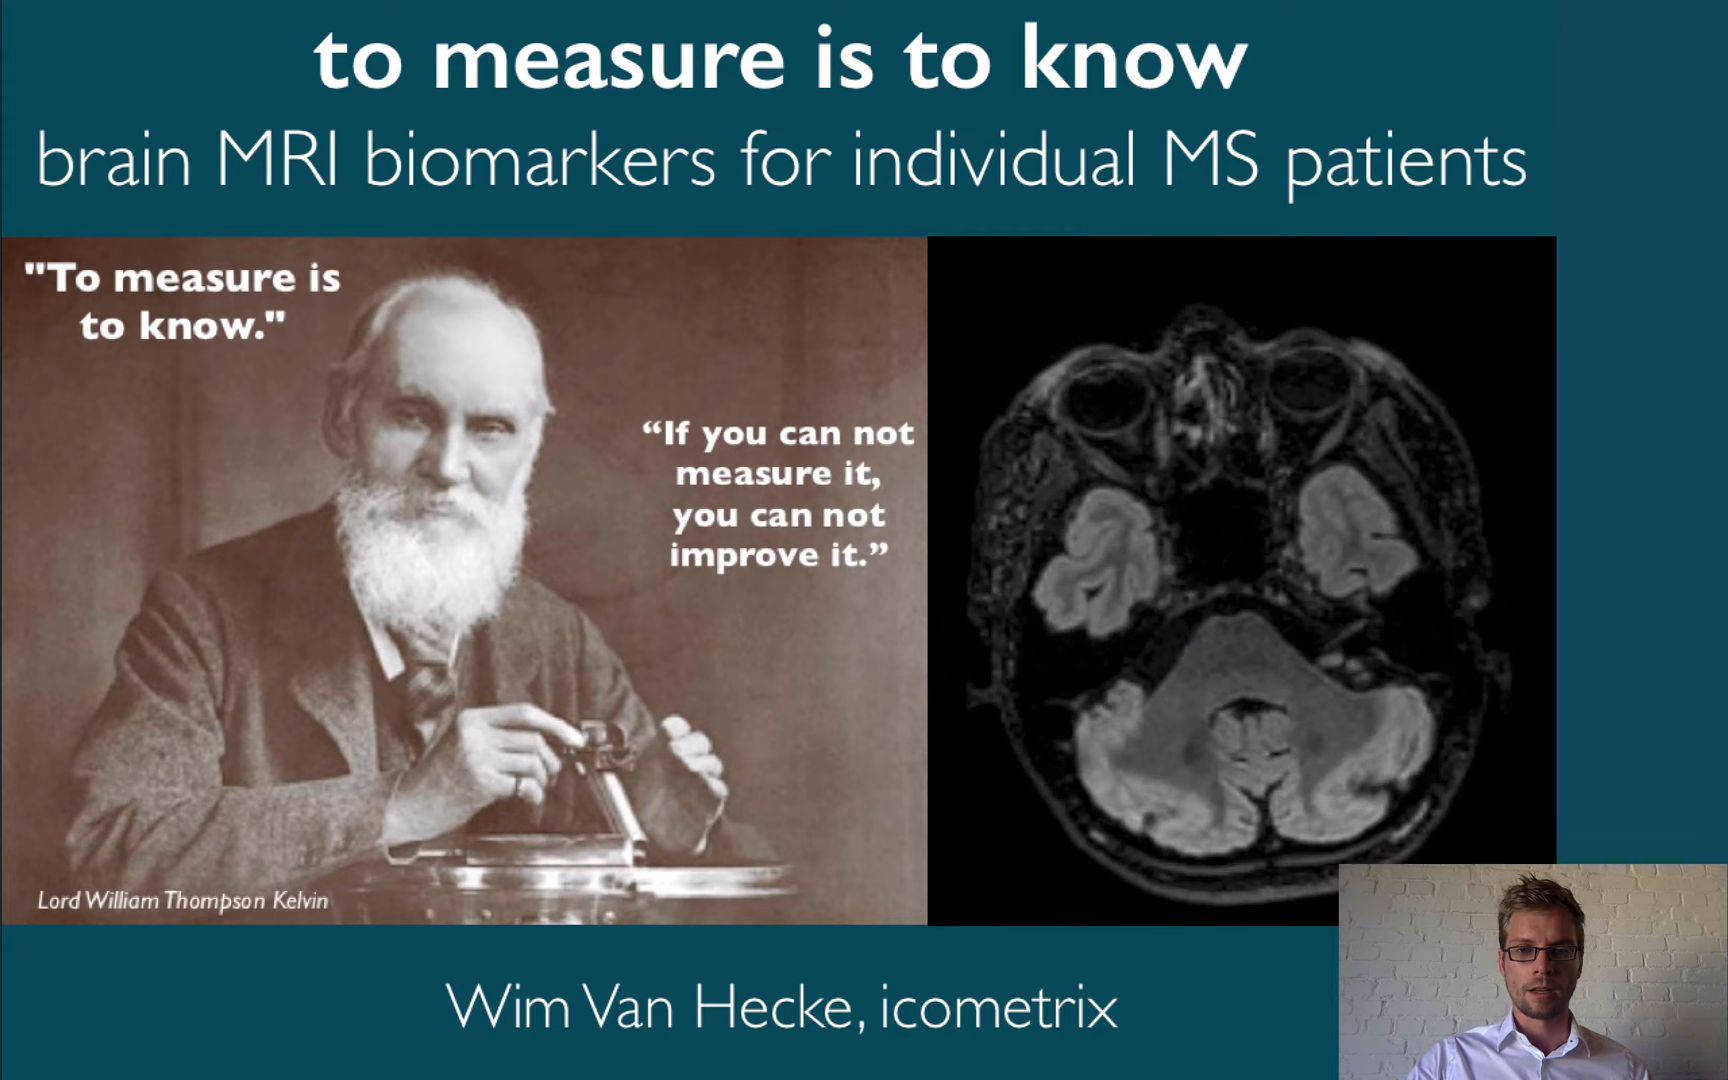 to measure is to know
brain MRI biomarkers for individual MS patients
"To measure is
to know."
“If you can not
measure it,
you can not
improve it.”
Lord William Thompson Kelvin
Wim Van Hecke, icometrix